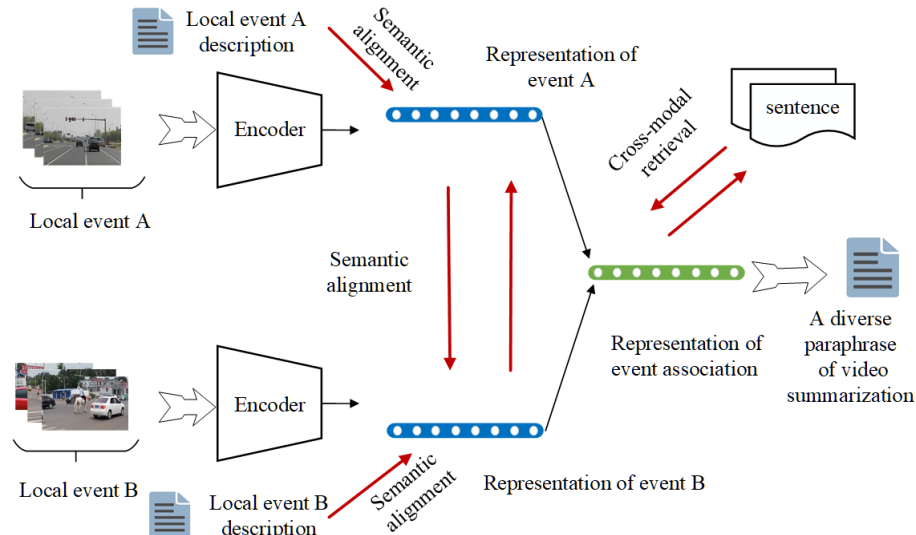 Local event A
description
Semantic
alignment
Representation of
event A
Encoder
sentence
Cross-modal
retrieval
Local event A
Semantic
alignment
Representation of
event association
A diverse
paraphrase
of video
summarization
Encoder
Local event B
Local event B
description
Semantic
alignment
Representation of event B